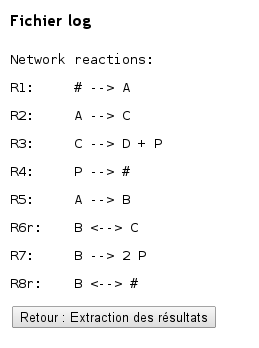 Fichier log
Network reactions:
R1: # --> A
R2: A --> C
R3: C --> D + P
R4: P --> #
R5: A --> B
R6r: B <--> C
R7: B --> 2 P
R8r: B <--> #
Retour : Extraction des résultats